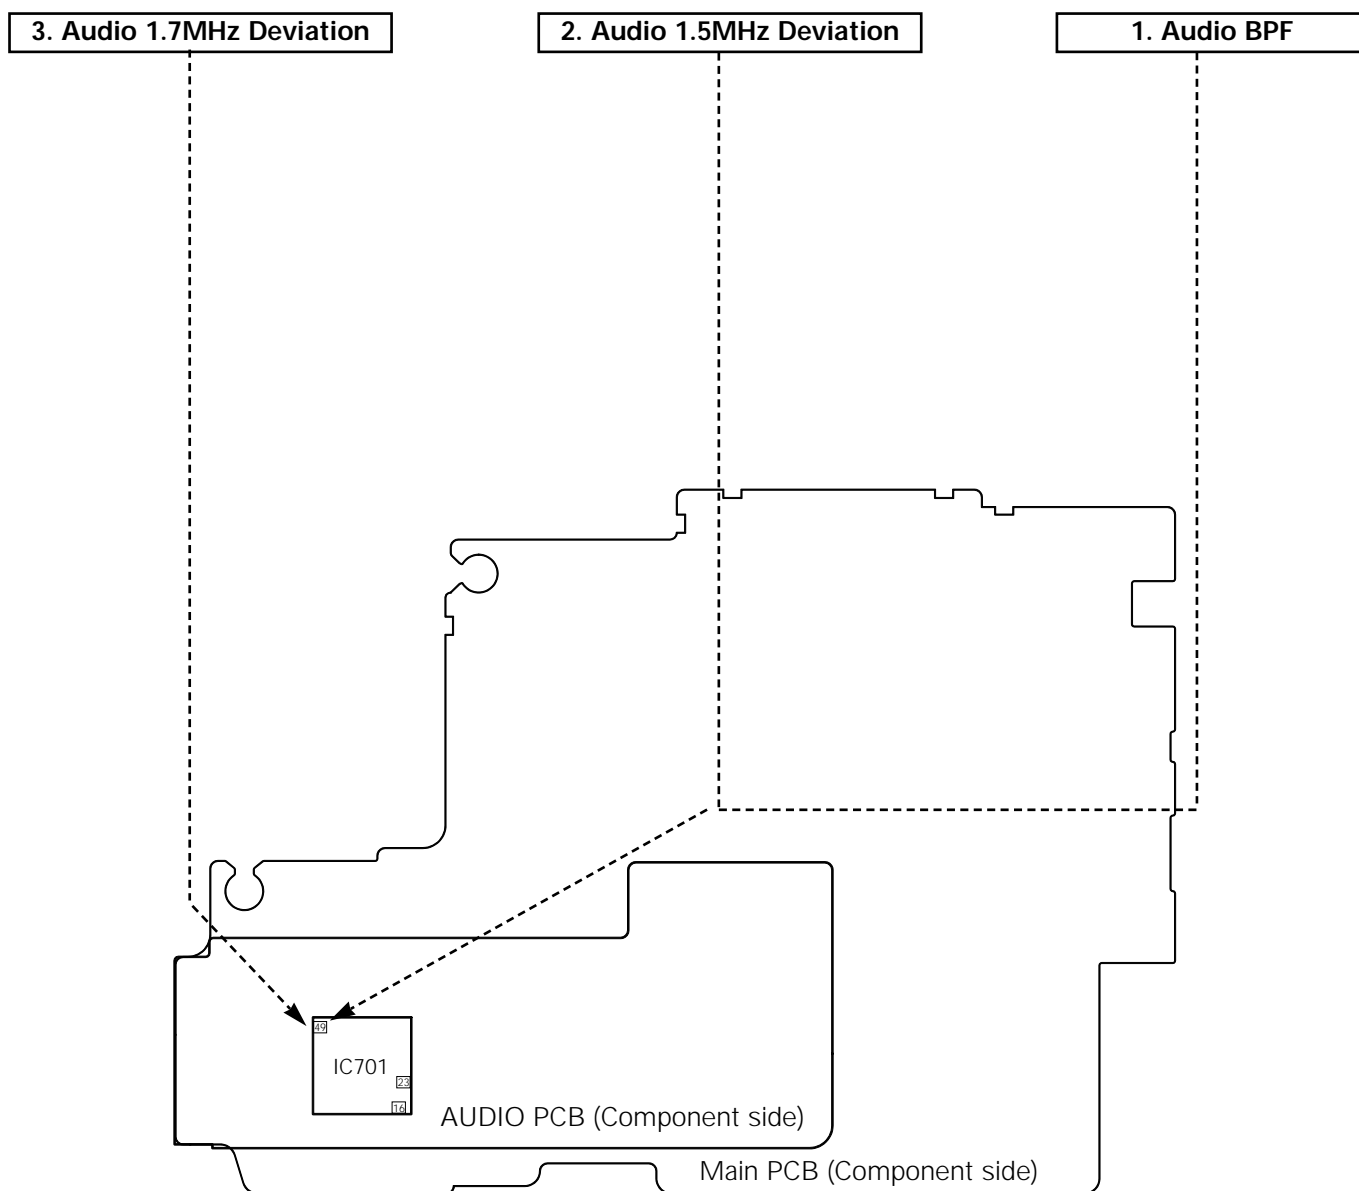 3. Audio 1.7MHz Deviation
2. Audio 1.5MHz Deviation
1. Audio BPF
49
IC701
23
16
AUDIO PCB (Component side)
Main PCB (Component side)